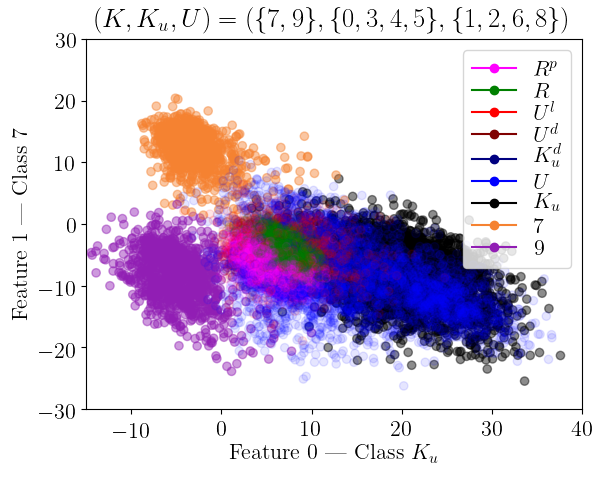 (K, K_u, U) = ({7, 9}, {0, 3, 4, 5}, {1, 2, 6, 8})
30
20
10
0
−10
−20
−30
Feature 1 — Class 7
R^p
R
U^l
U^d
K_u^d
U
K_u
7
9
−10
0
10
20
30
40
Feature 0 — Class K_u